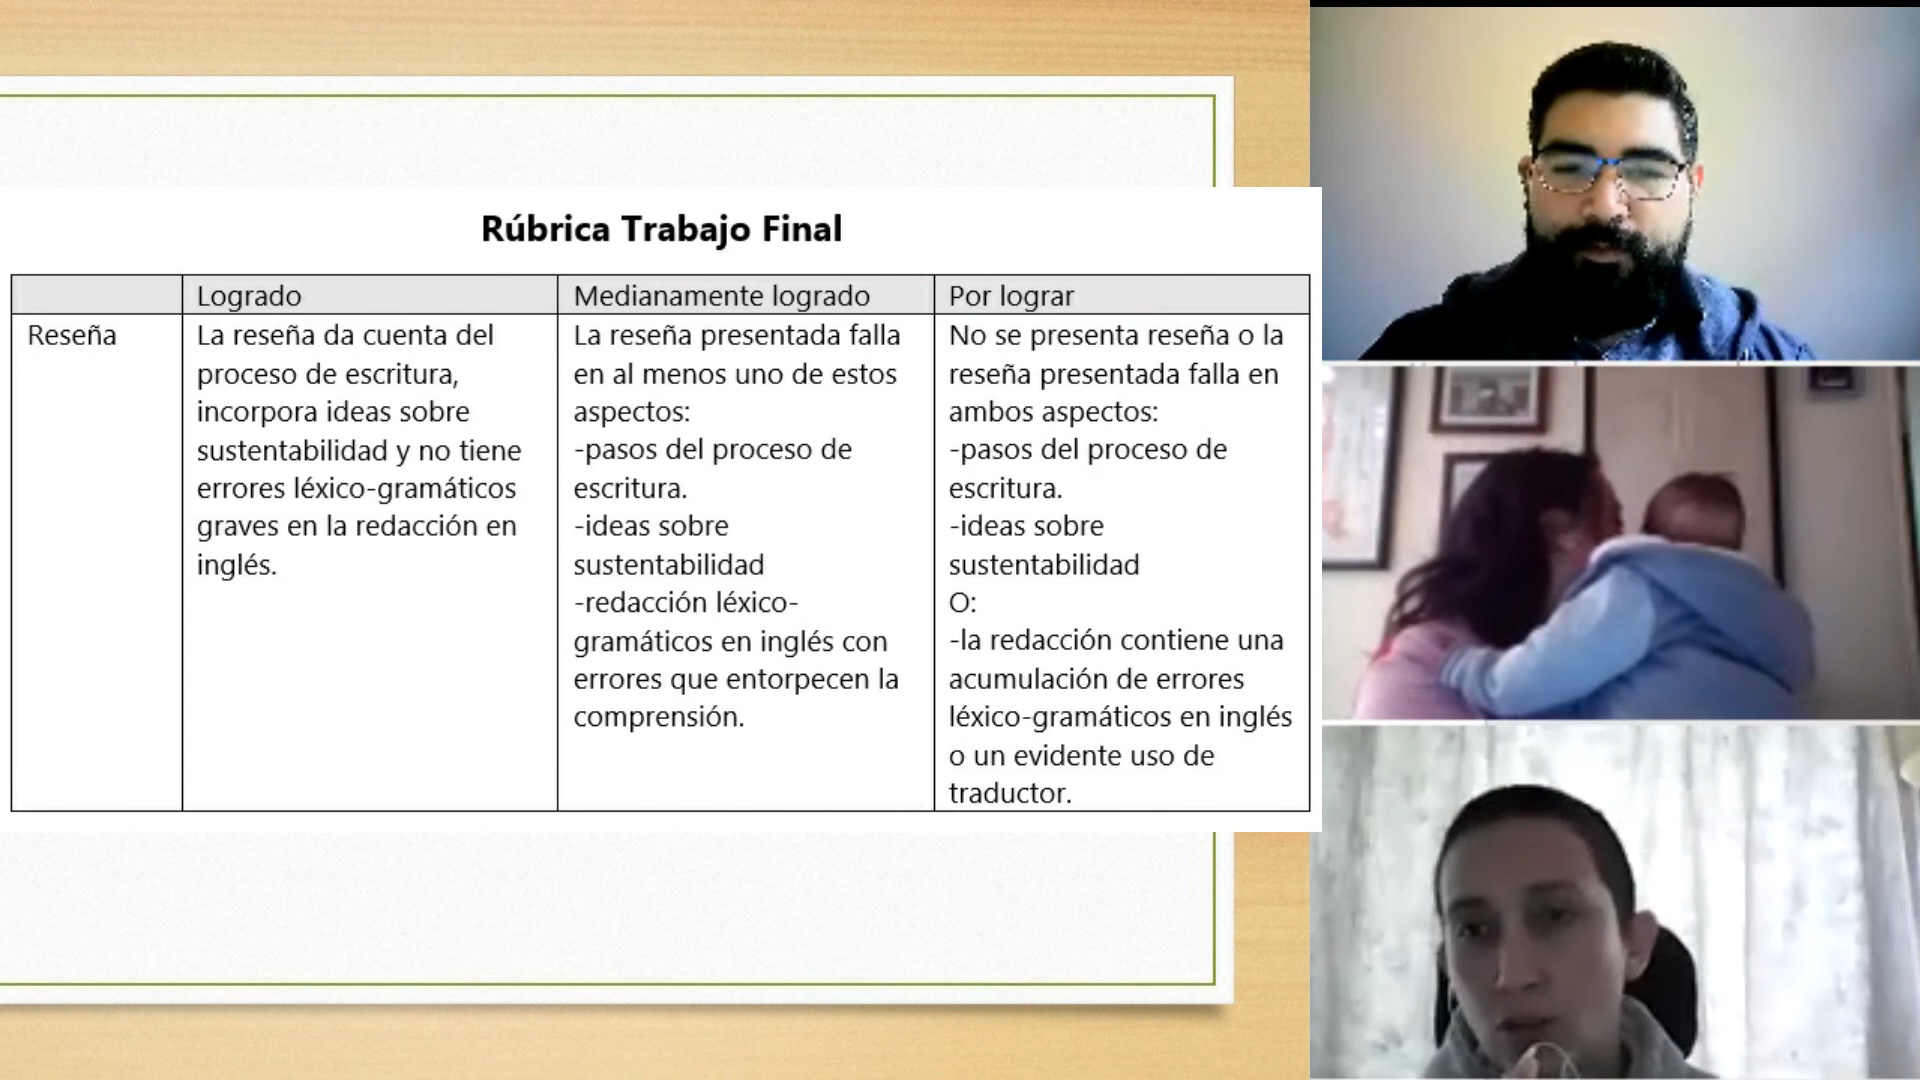 Rúbrica Trabajo Final
Logrado
Medianamente logrado
Por lograr
Reseña
La reseña da cuenta del
proceso de escritura,
incorpora ideas sobre
sustentabilidad y no tiene
errores léxico-gramáticos
graves en la redacción en
inglés.
La reseña presentada falla
en al menos uno de estos
aspectos:
-pasos del proceso de
escritura.
-ideas sobre
sustentabilidad
-redacción léxico-
gramáticos en inglés con
errores que entorpecen la
comprensión.
No se presenta reseña o la
reseña presentada falla en
ambos aspectos:
-pasos del proceso de
escritura.
-ideas sobre
sustentabilidad
O:
-la redacción contiene una
acumulación de errores
léxico-gramáticos en inglés
o un evidente uso de
traductor.